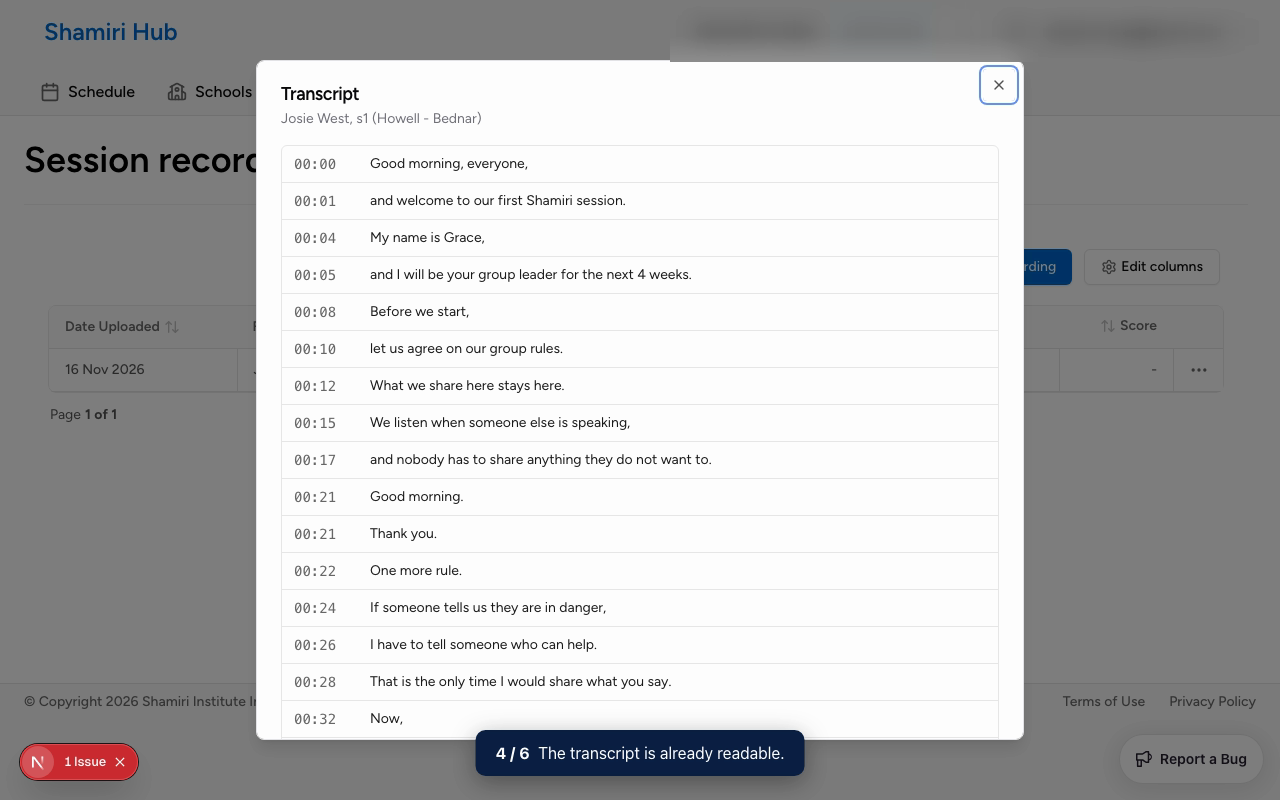 Shamiri Hub
Schedule
Schools
Session record
Transcript
Josie West, s1 (Howell - Bednar)
00:00 Good morning, everyone,
00:01 and welcome to our first Shamiri session.
00:04 My name is Grace,
00:05 and I will be your group leader for the next 4 weeks.
00:08 Before we start,
00:10 let us agree on our group rules.
00:12 What we share here stays here.
00:15 We listen when someone else is speaking,
00:17 and nobody has to share anything they do not want to.
00:21 Good morning.
00:21 Thank you.
00:22 One more rule.
00:24 If someone tells us they are in danger,
00:26 I have to tell someone who can help.
00:28 That is the only time I would share what you say.
00:32 Now,
rding
Edit columns
Date Uploaded
Score
16 Nov 2026
-
Page 1 of 1
© Copyright 2026 Shamiri Institute
Terms of Use
Privacy Policy
4 / 6 The transcript is already readable.
N 1 Issue
Report a Bug